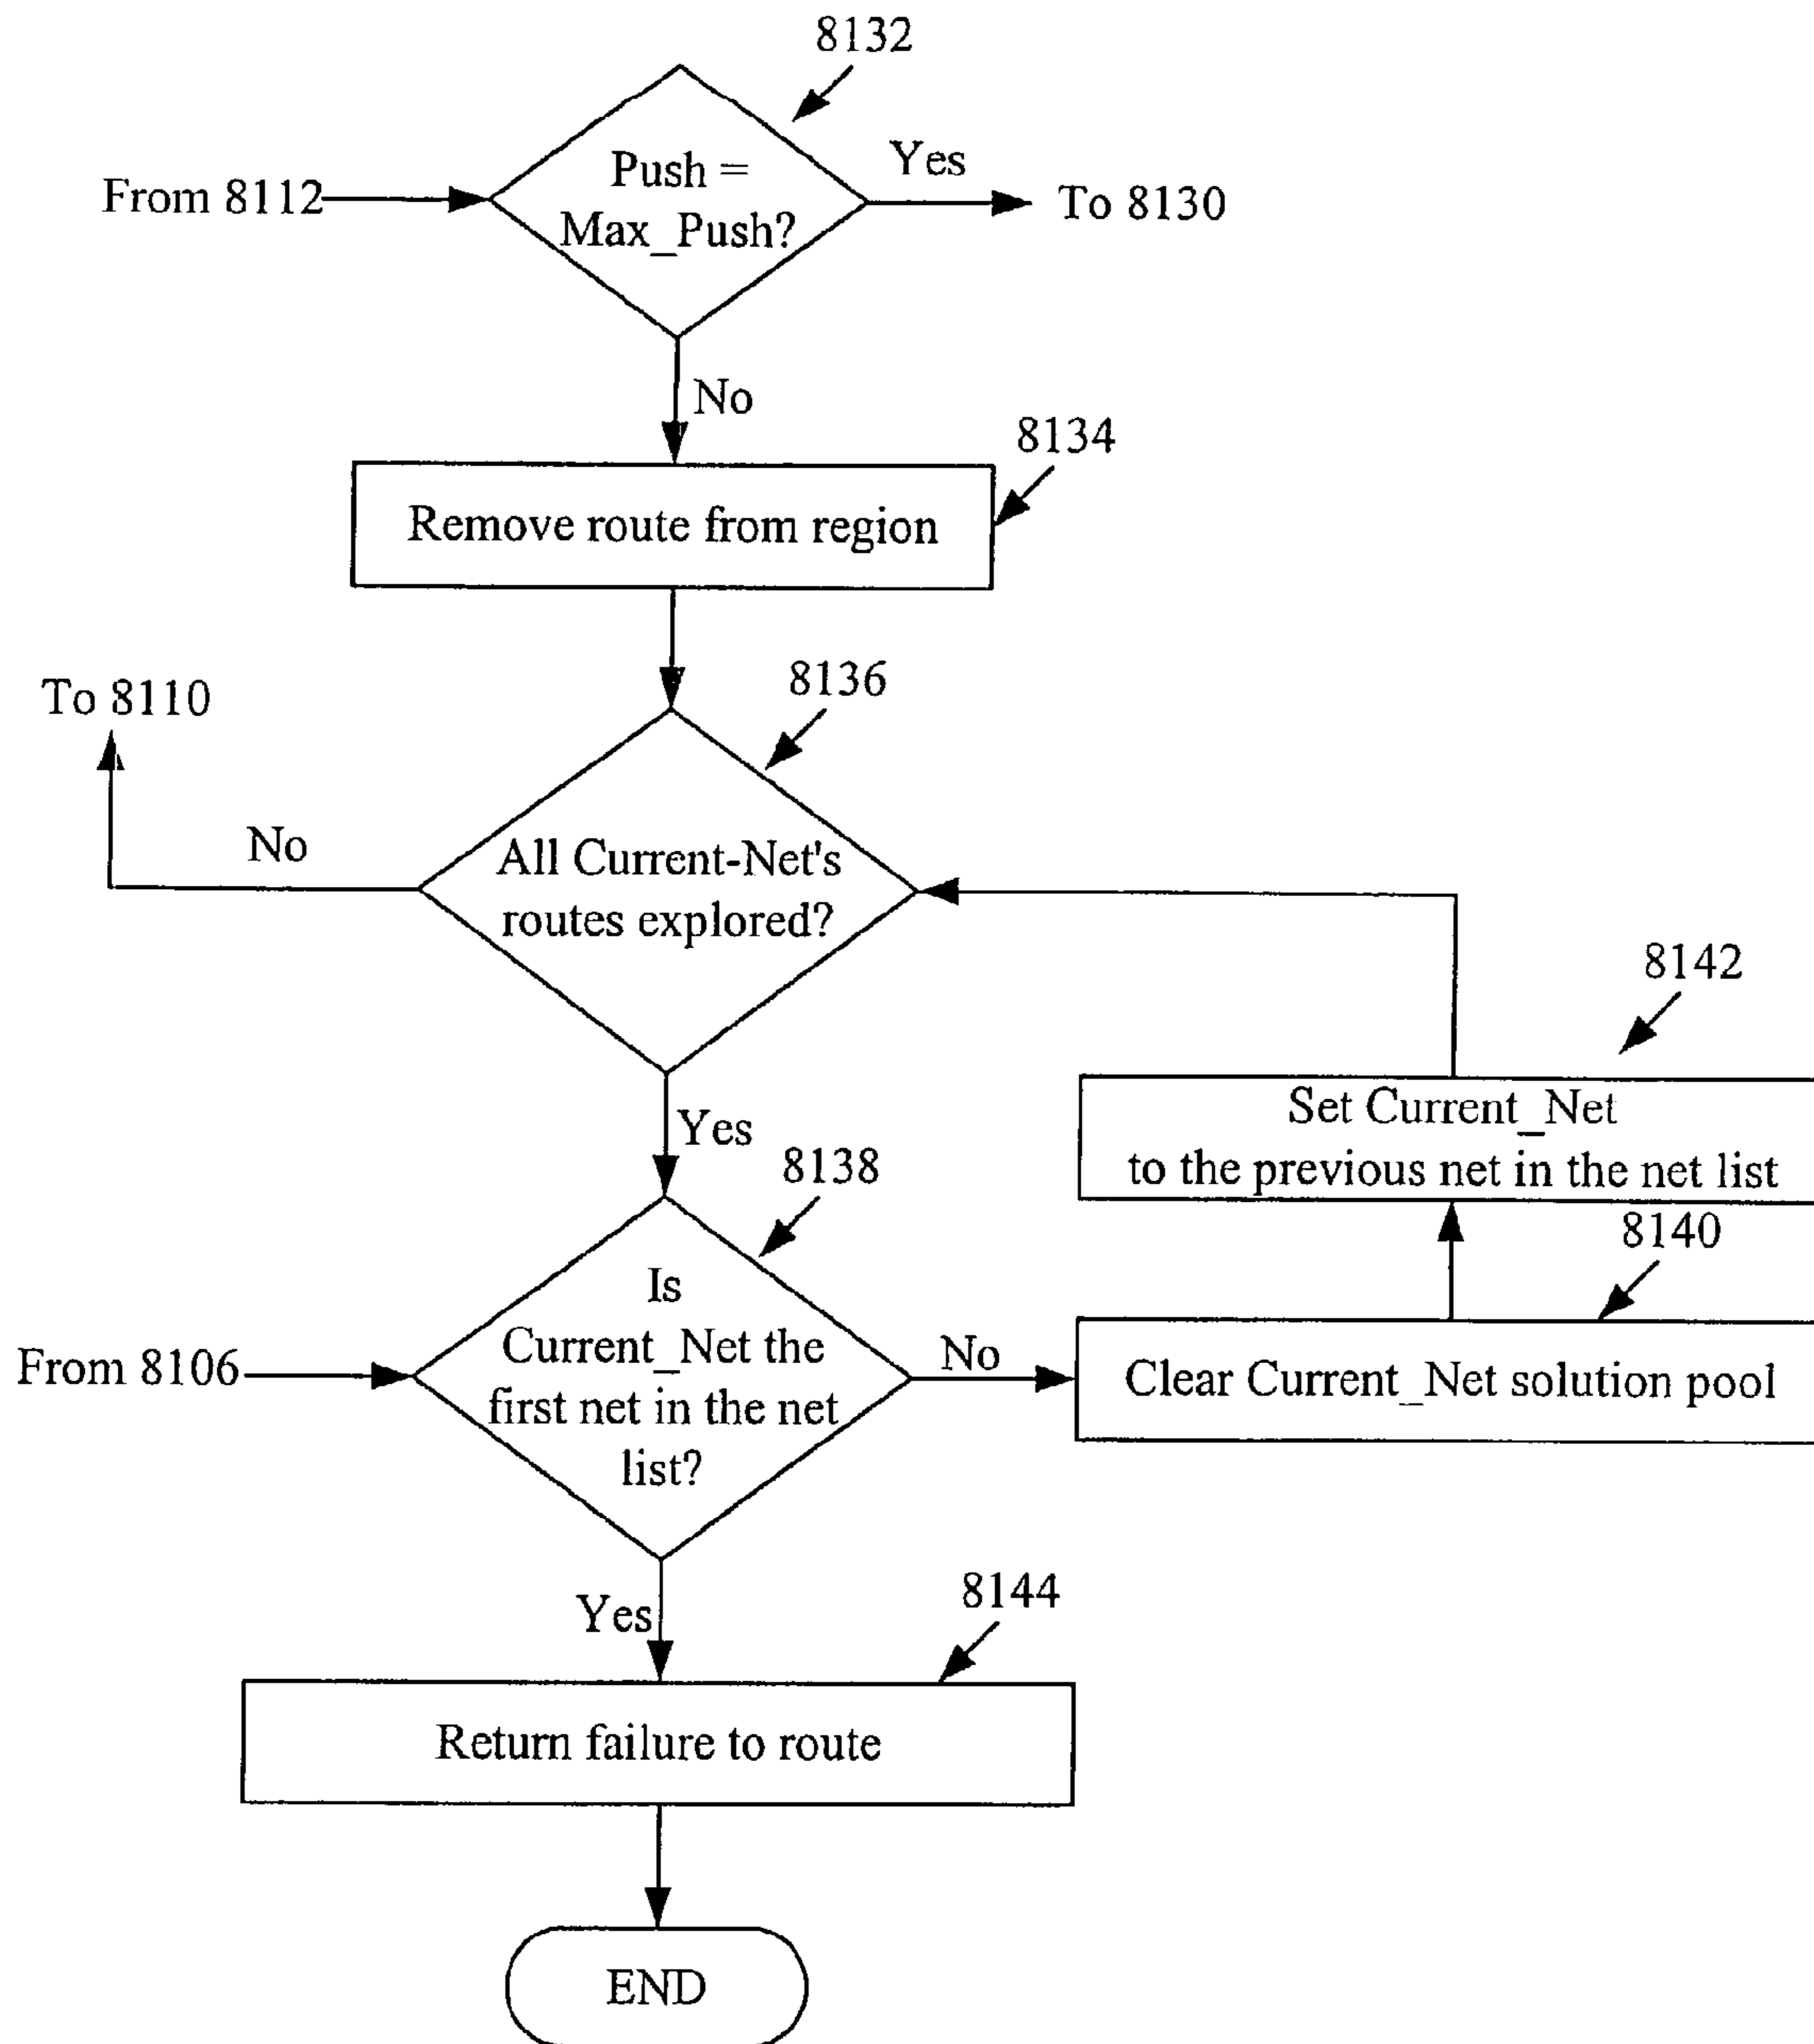 8132
Push =
Max_Push?
From 8112
Yes
To 8130
No
8134
Remove route from region
8136
To 8110
No
All Current-Net's
routes explored?
8142
Set Current_Net
to the previous net in the net list
Yes
8138
8140
Is
Current_Net the
first net in the net
list?
From 8106
No
Clear Current_Net solution pool
Yes
8144
Return failure to route
END